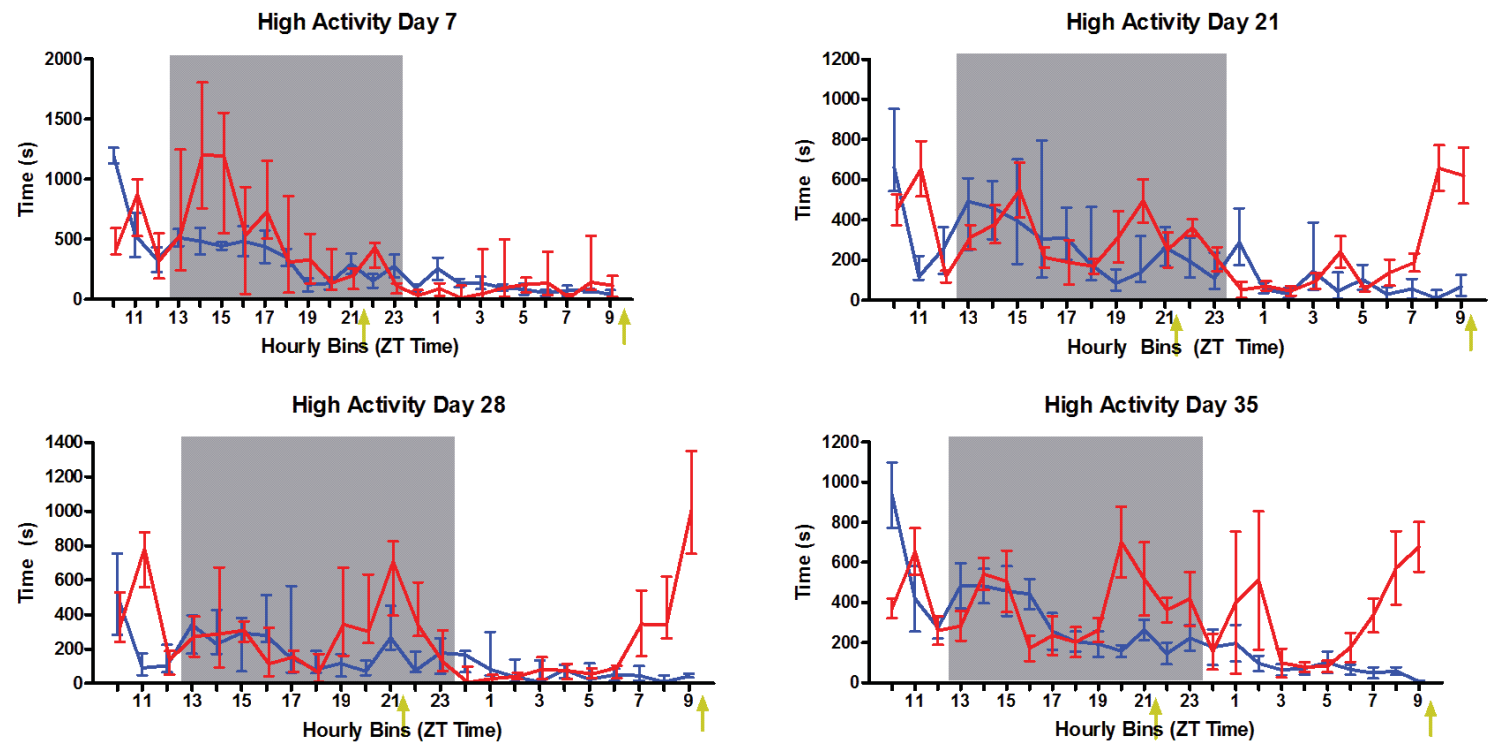 High Activity Day 7
2000
1500
1000
500
0
Time (s)
11 13 15 17 19 21 23 1 3 5 7 9
Hourly Bins (ZT Time)
High Activity Day 21
1200
1000
800
600
400
200
0
Time (s)
11 13 15 17 19 21 23 1 3 5 7 9
Hourly Bins (ZT Time)
High Activity Day 28
1400
1200
1000
800
600
400
200
0
Time (s)
11 13 15 17 19 21 23 1 3 5 7 9
Hourly Bins (ZT Time)
High Activity Day 35
1200
1000
800
600
400
200
0
Time (s)
11 13 15 17 19 21 23 1 3 5 7 9
Hourly Bins (ZT Time)